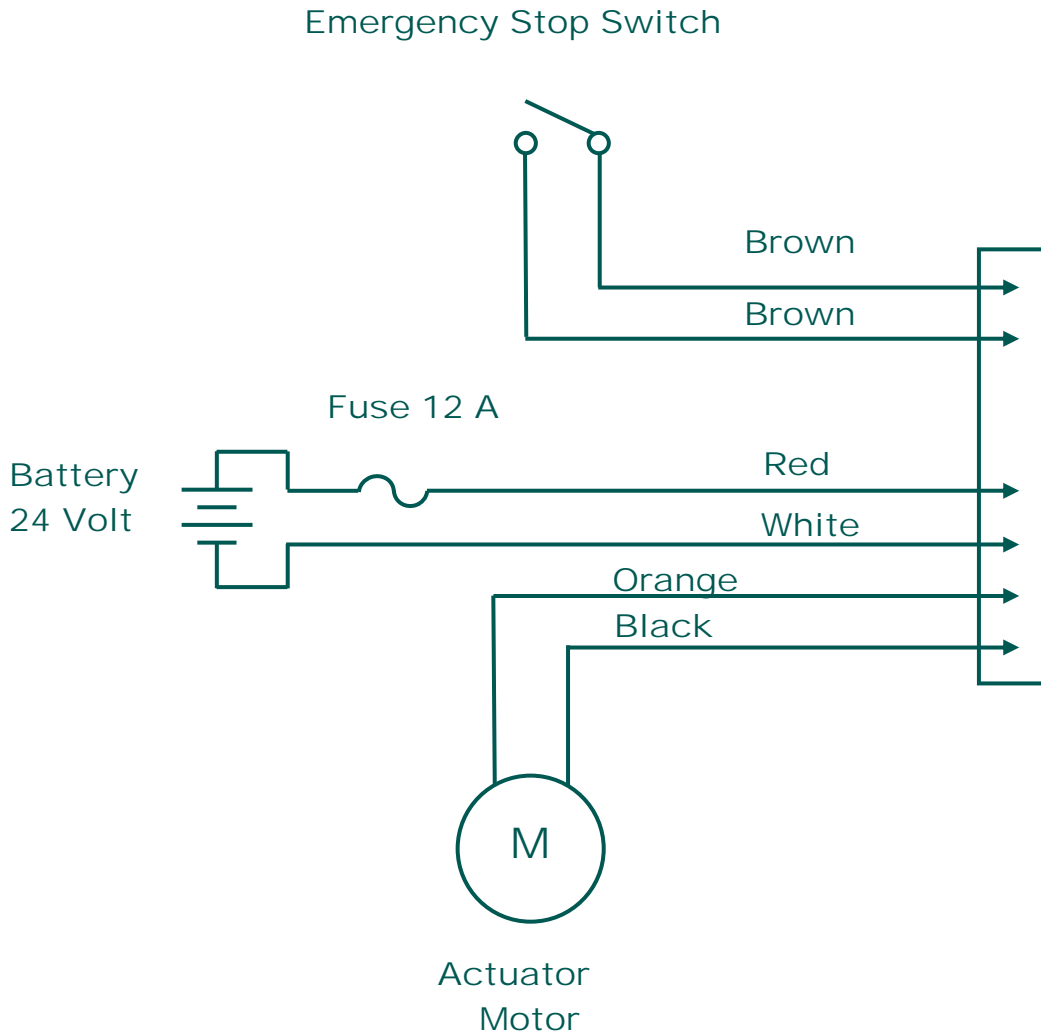 Emergency Stop Switch
Brown
Brown
Fuse 12 A
Battery
24 Volt
Red
White
Orange
Black
M
Actuator
Motor